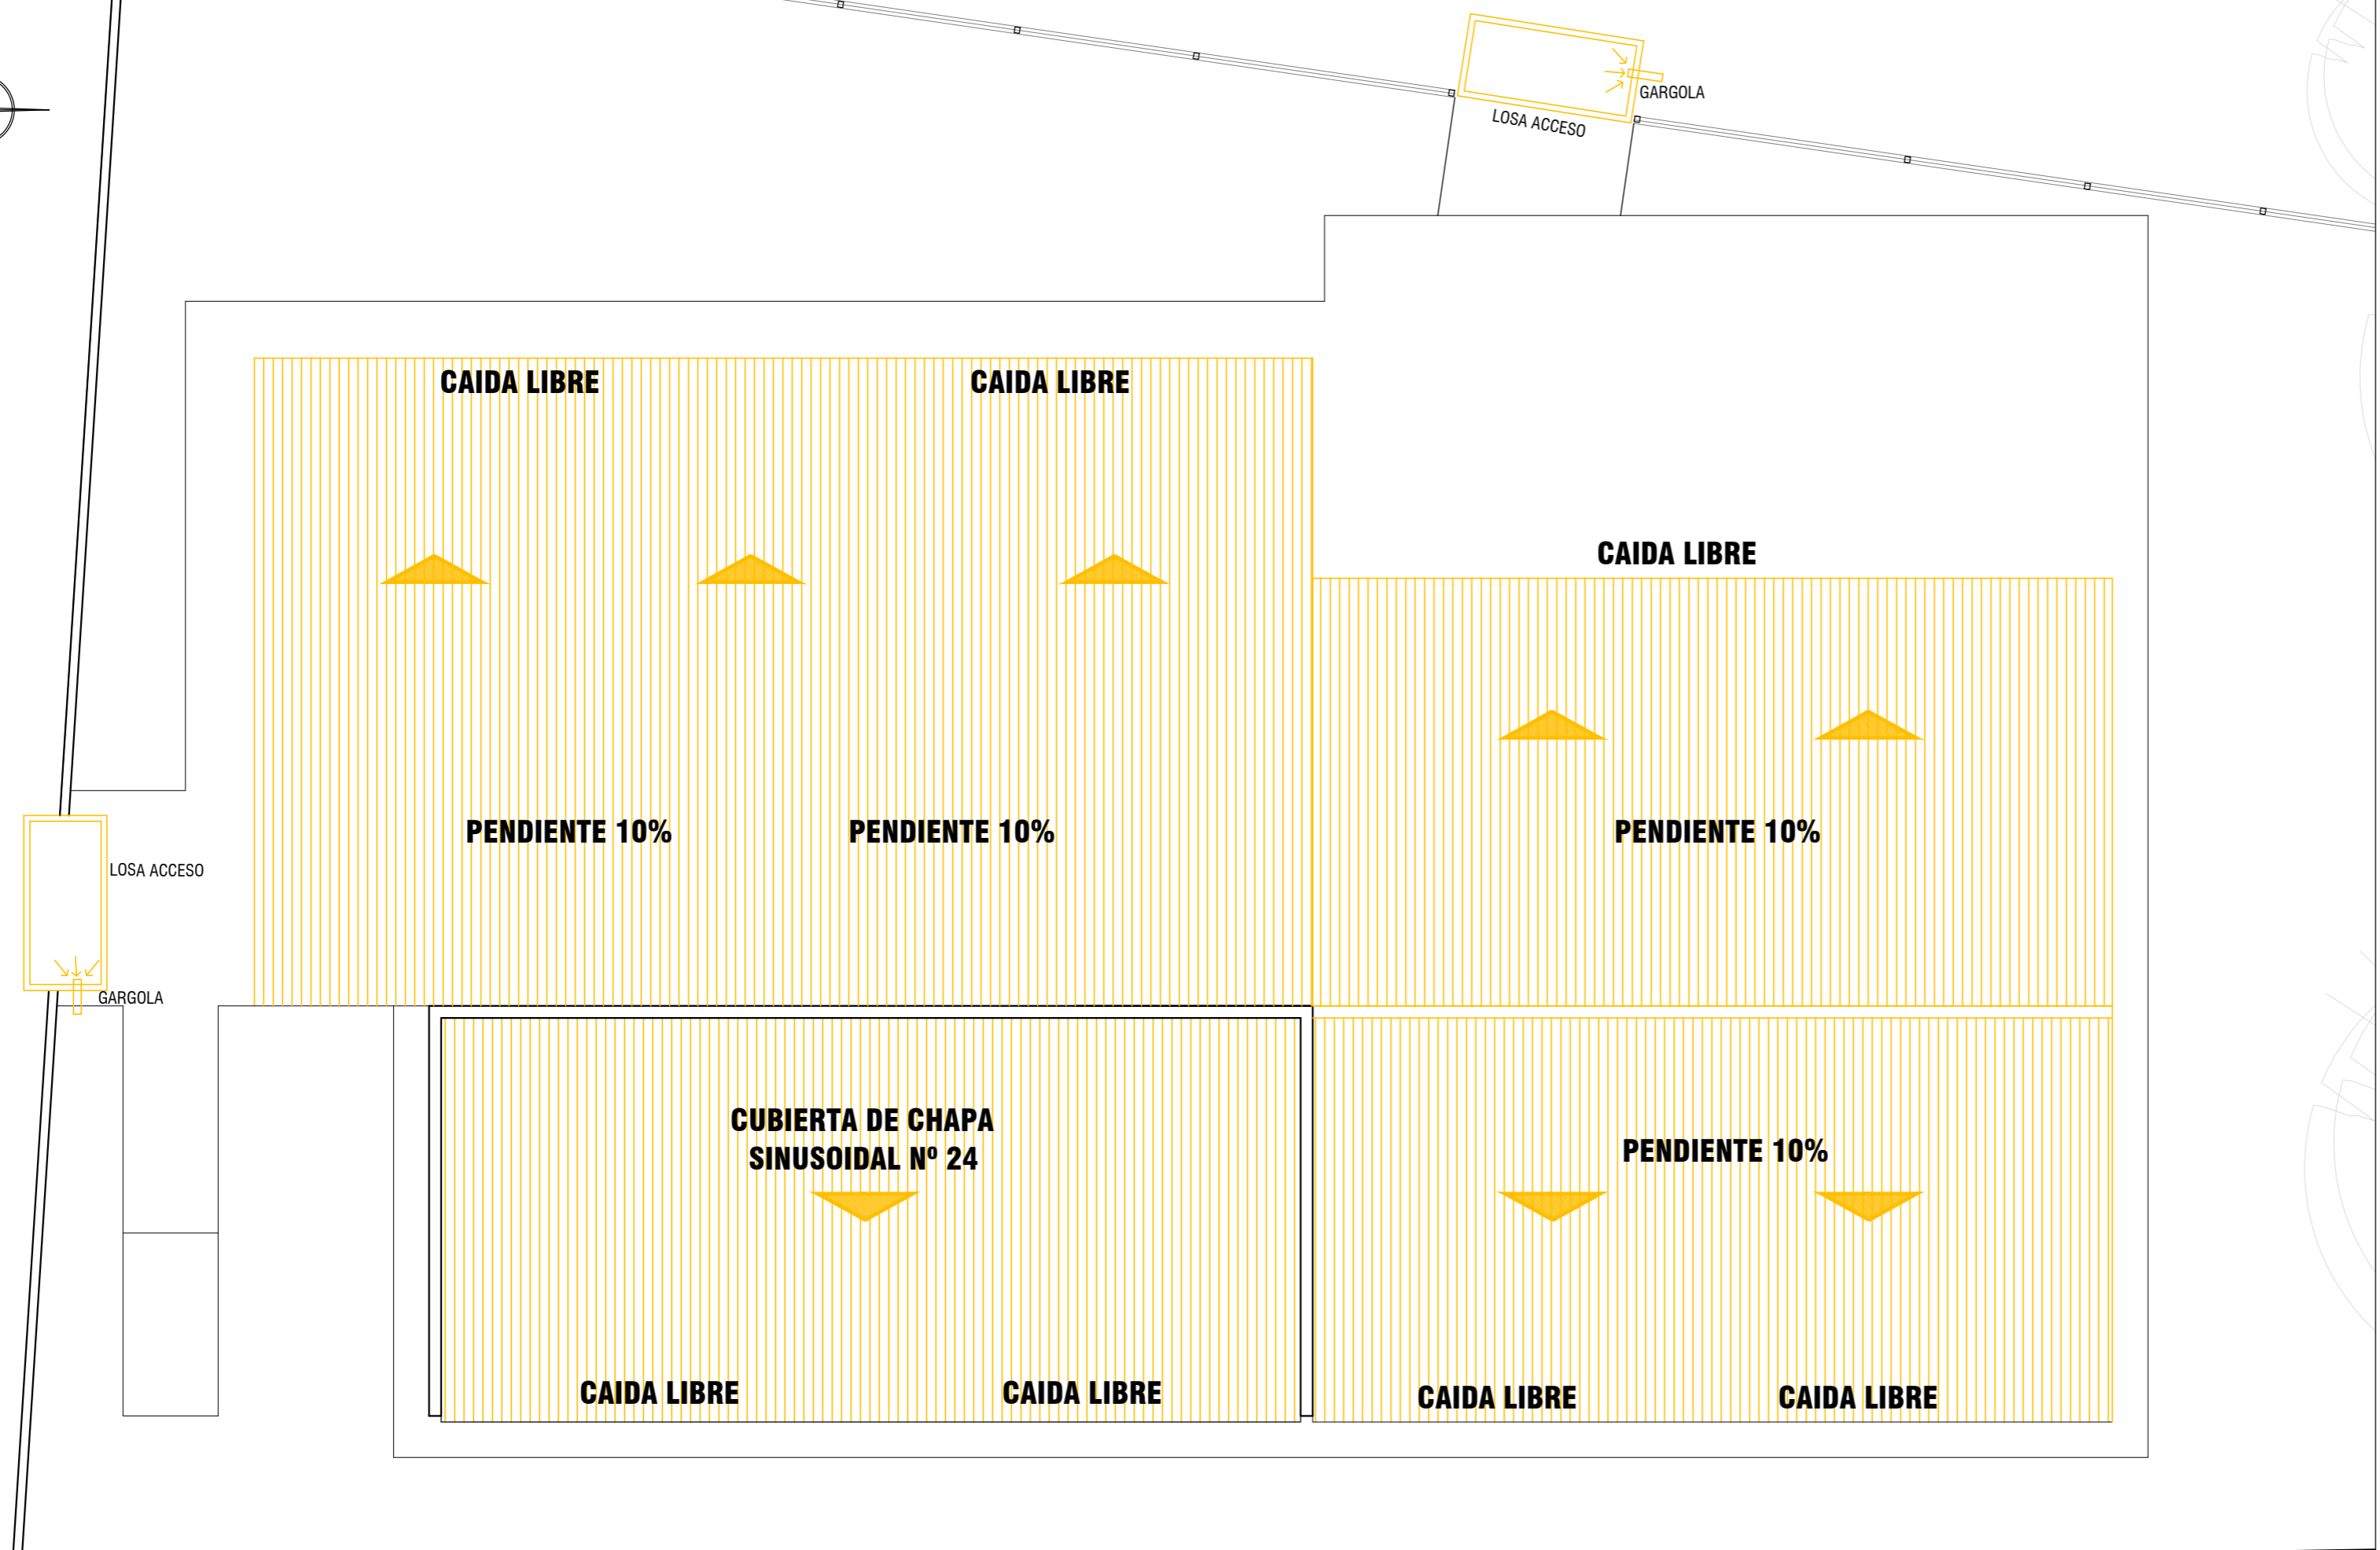 GARGOLA
LOSA ACCESO
CAIDA LIBRE
CAIDA LIBRE
CAIDA LIBRE
PENDIENTE 10%
PENDIENTE 10%
PENDIENTE 10%
LOSA ACCESO
GARGOLA
CUBIERTA DE CHAPA
SINUSOIDAL Nº 24
PENDIENTE 10%
CAIDA LIBRE
CAIDA LIBRE
CAIDA LIBRE
CAIDA LIBRE